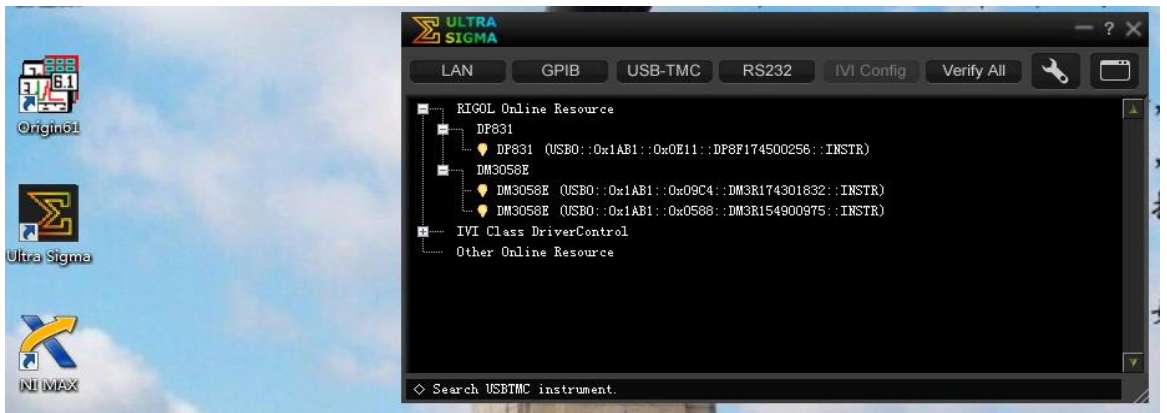 6.1
Origin61
Ultra Sigma
NI MAX
ULTRA
SIGMA
LAN GPIB USB-TMC RS232 IVI Config Verify All
RIGOL Online Resource
DP831
DP831 (USB0::0x1AB1::0x0E11::DP8F174500256::INSTR)
DM3058E
DM3058E (USB0::0x1AB1::0x09C4::DM3R174301832::INSTR)
DM3058E (USB0::0x1AB1::0x0588::DM3R154900975::INSTR)
IVI Class DriverControl
Other Online Resource
Search USBTMC instrument.